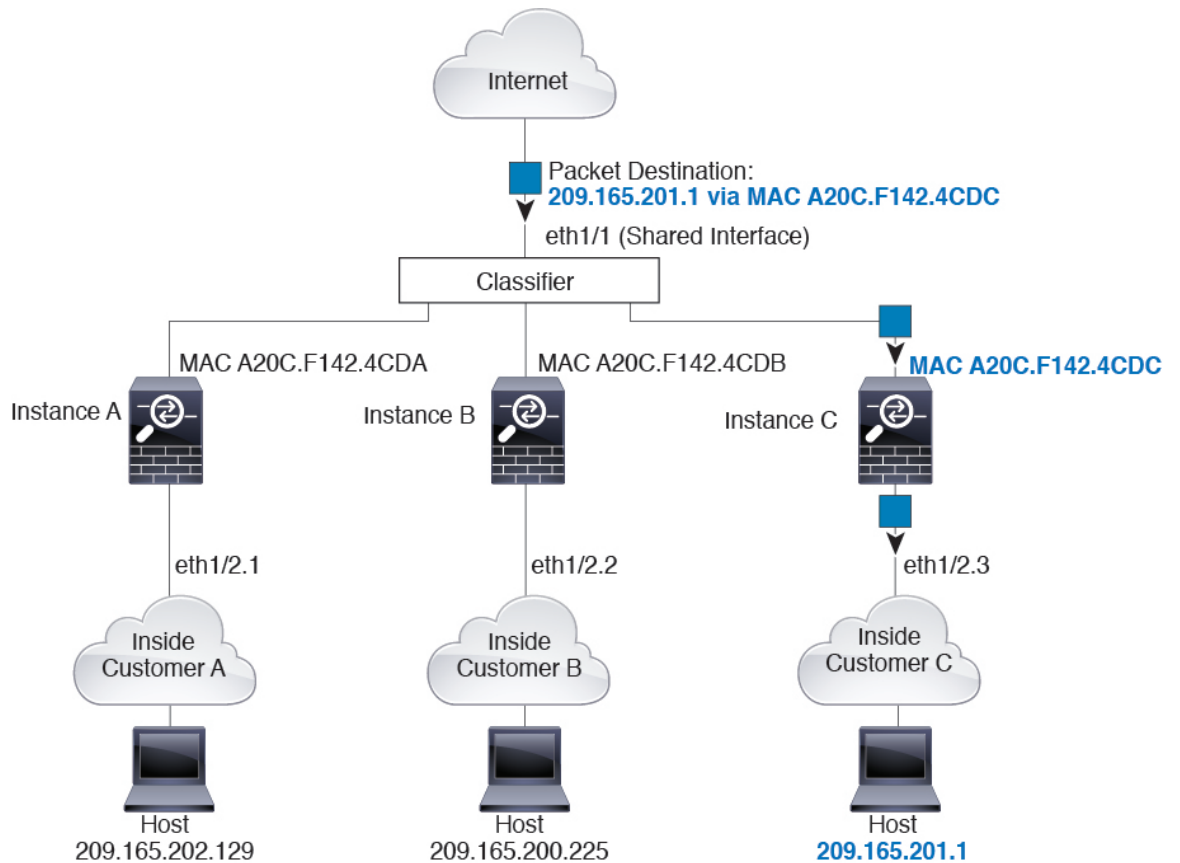 Internet
Packet Destination:
209.165.201.1 via MAC A20C.F142.4CDC
eth1/1 (Shared Interface)
Classifier
MAC A20C.F142.4CDA
MAC A20C.F142.4CDB
MAC A20C.F142.4CDC
Instance A
Instance B
Instance C
eth1/2.1
eth1/2.2
eth1/2.3
Inside
Customer A
Inside
Customer B
Inside
Customer C
Host
209.165.202.129
Host
209.165.200.225
Host
209.165.201.1